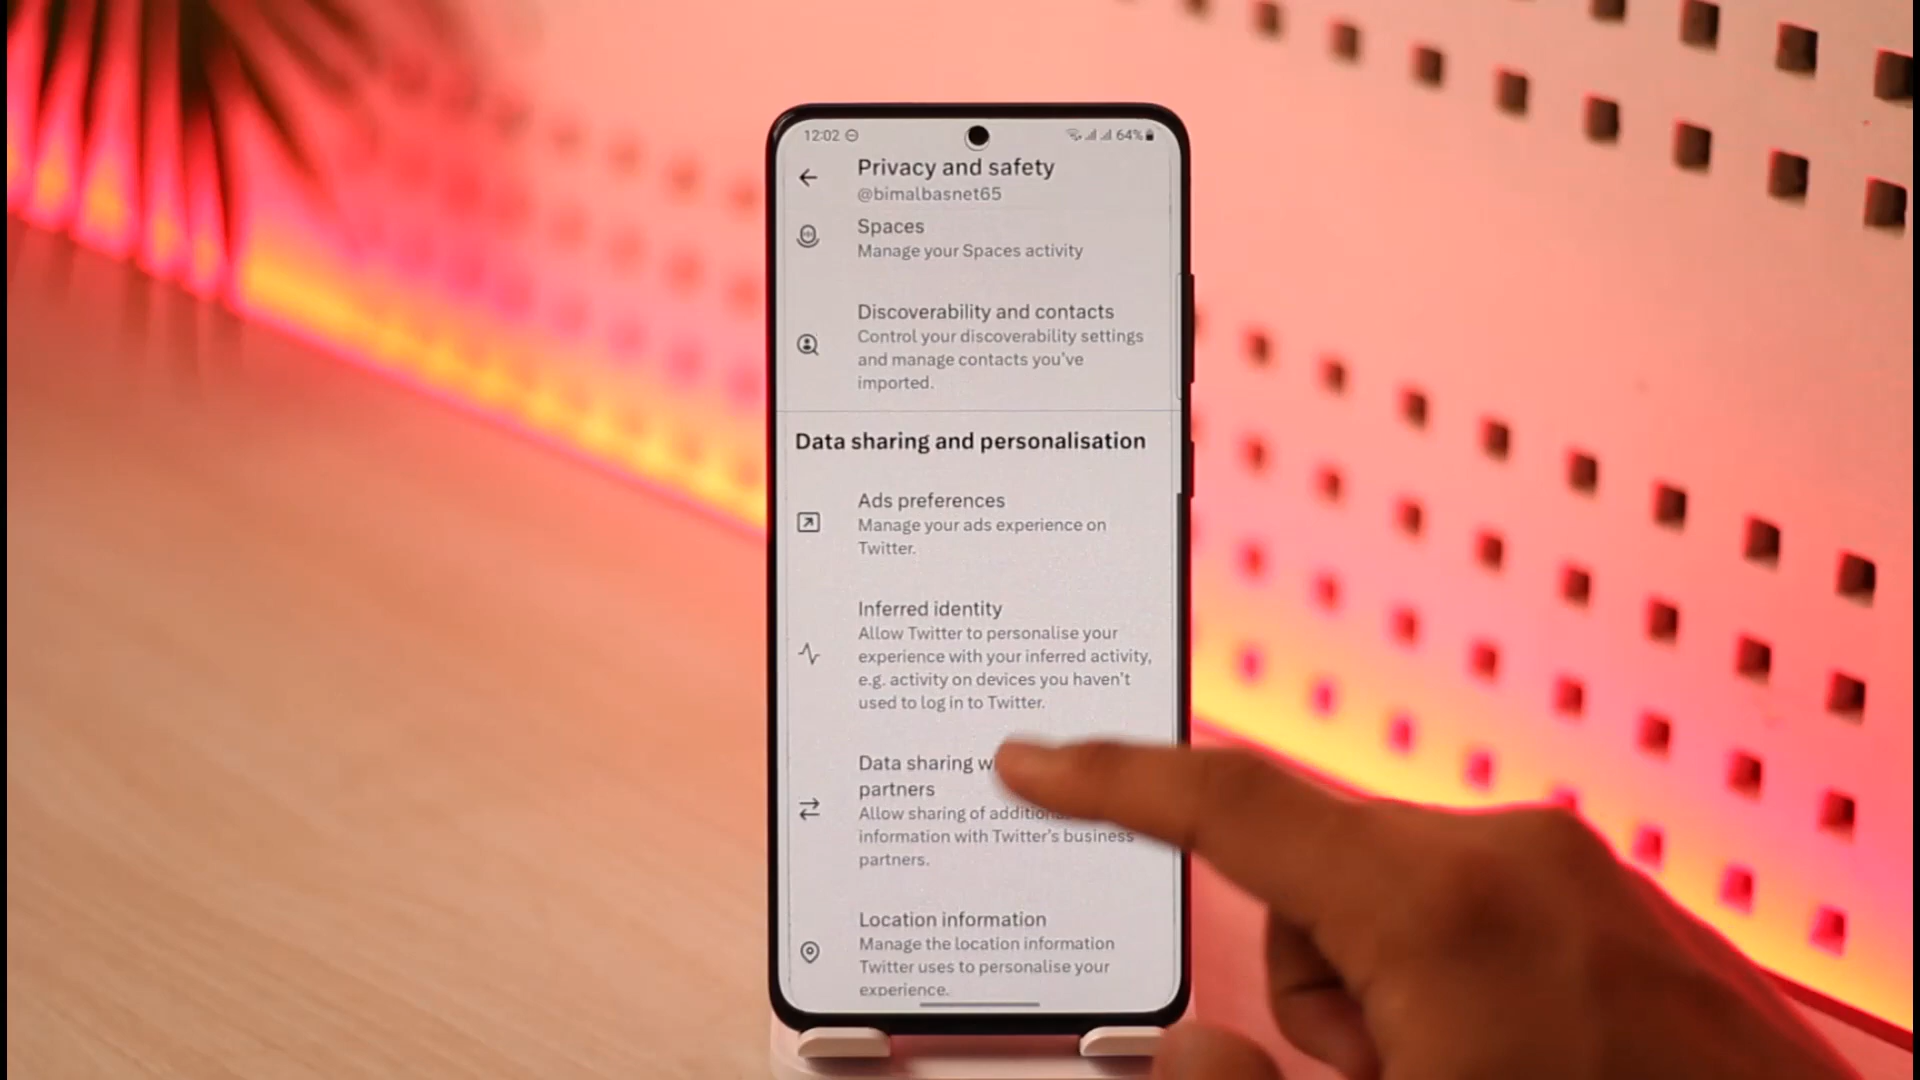 12:02 64%
Privacy and safety
@bimalbasnet65
Spaces
Manage your Spaces activity
Discoverability and contacts
Control your discoverability settings
and manage contacts you've
imported.
Data sharing and personalisation
Ads preferences
Manage your ads experience on
Twitter.
Inferred identity
Allow Twitter to personalise your
experience with your inferred activity,
e.g. activity on devices you haven't
used to log in to Twitter.
Data sharing
partners
Allow sharing of
information with Twitter's business
partners.
Location information
Manage the location information
Twitter uses to personalise your
experience.